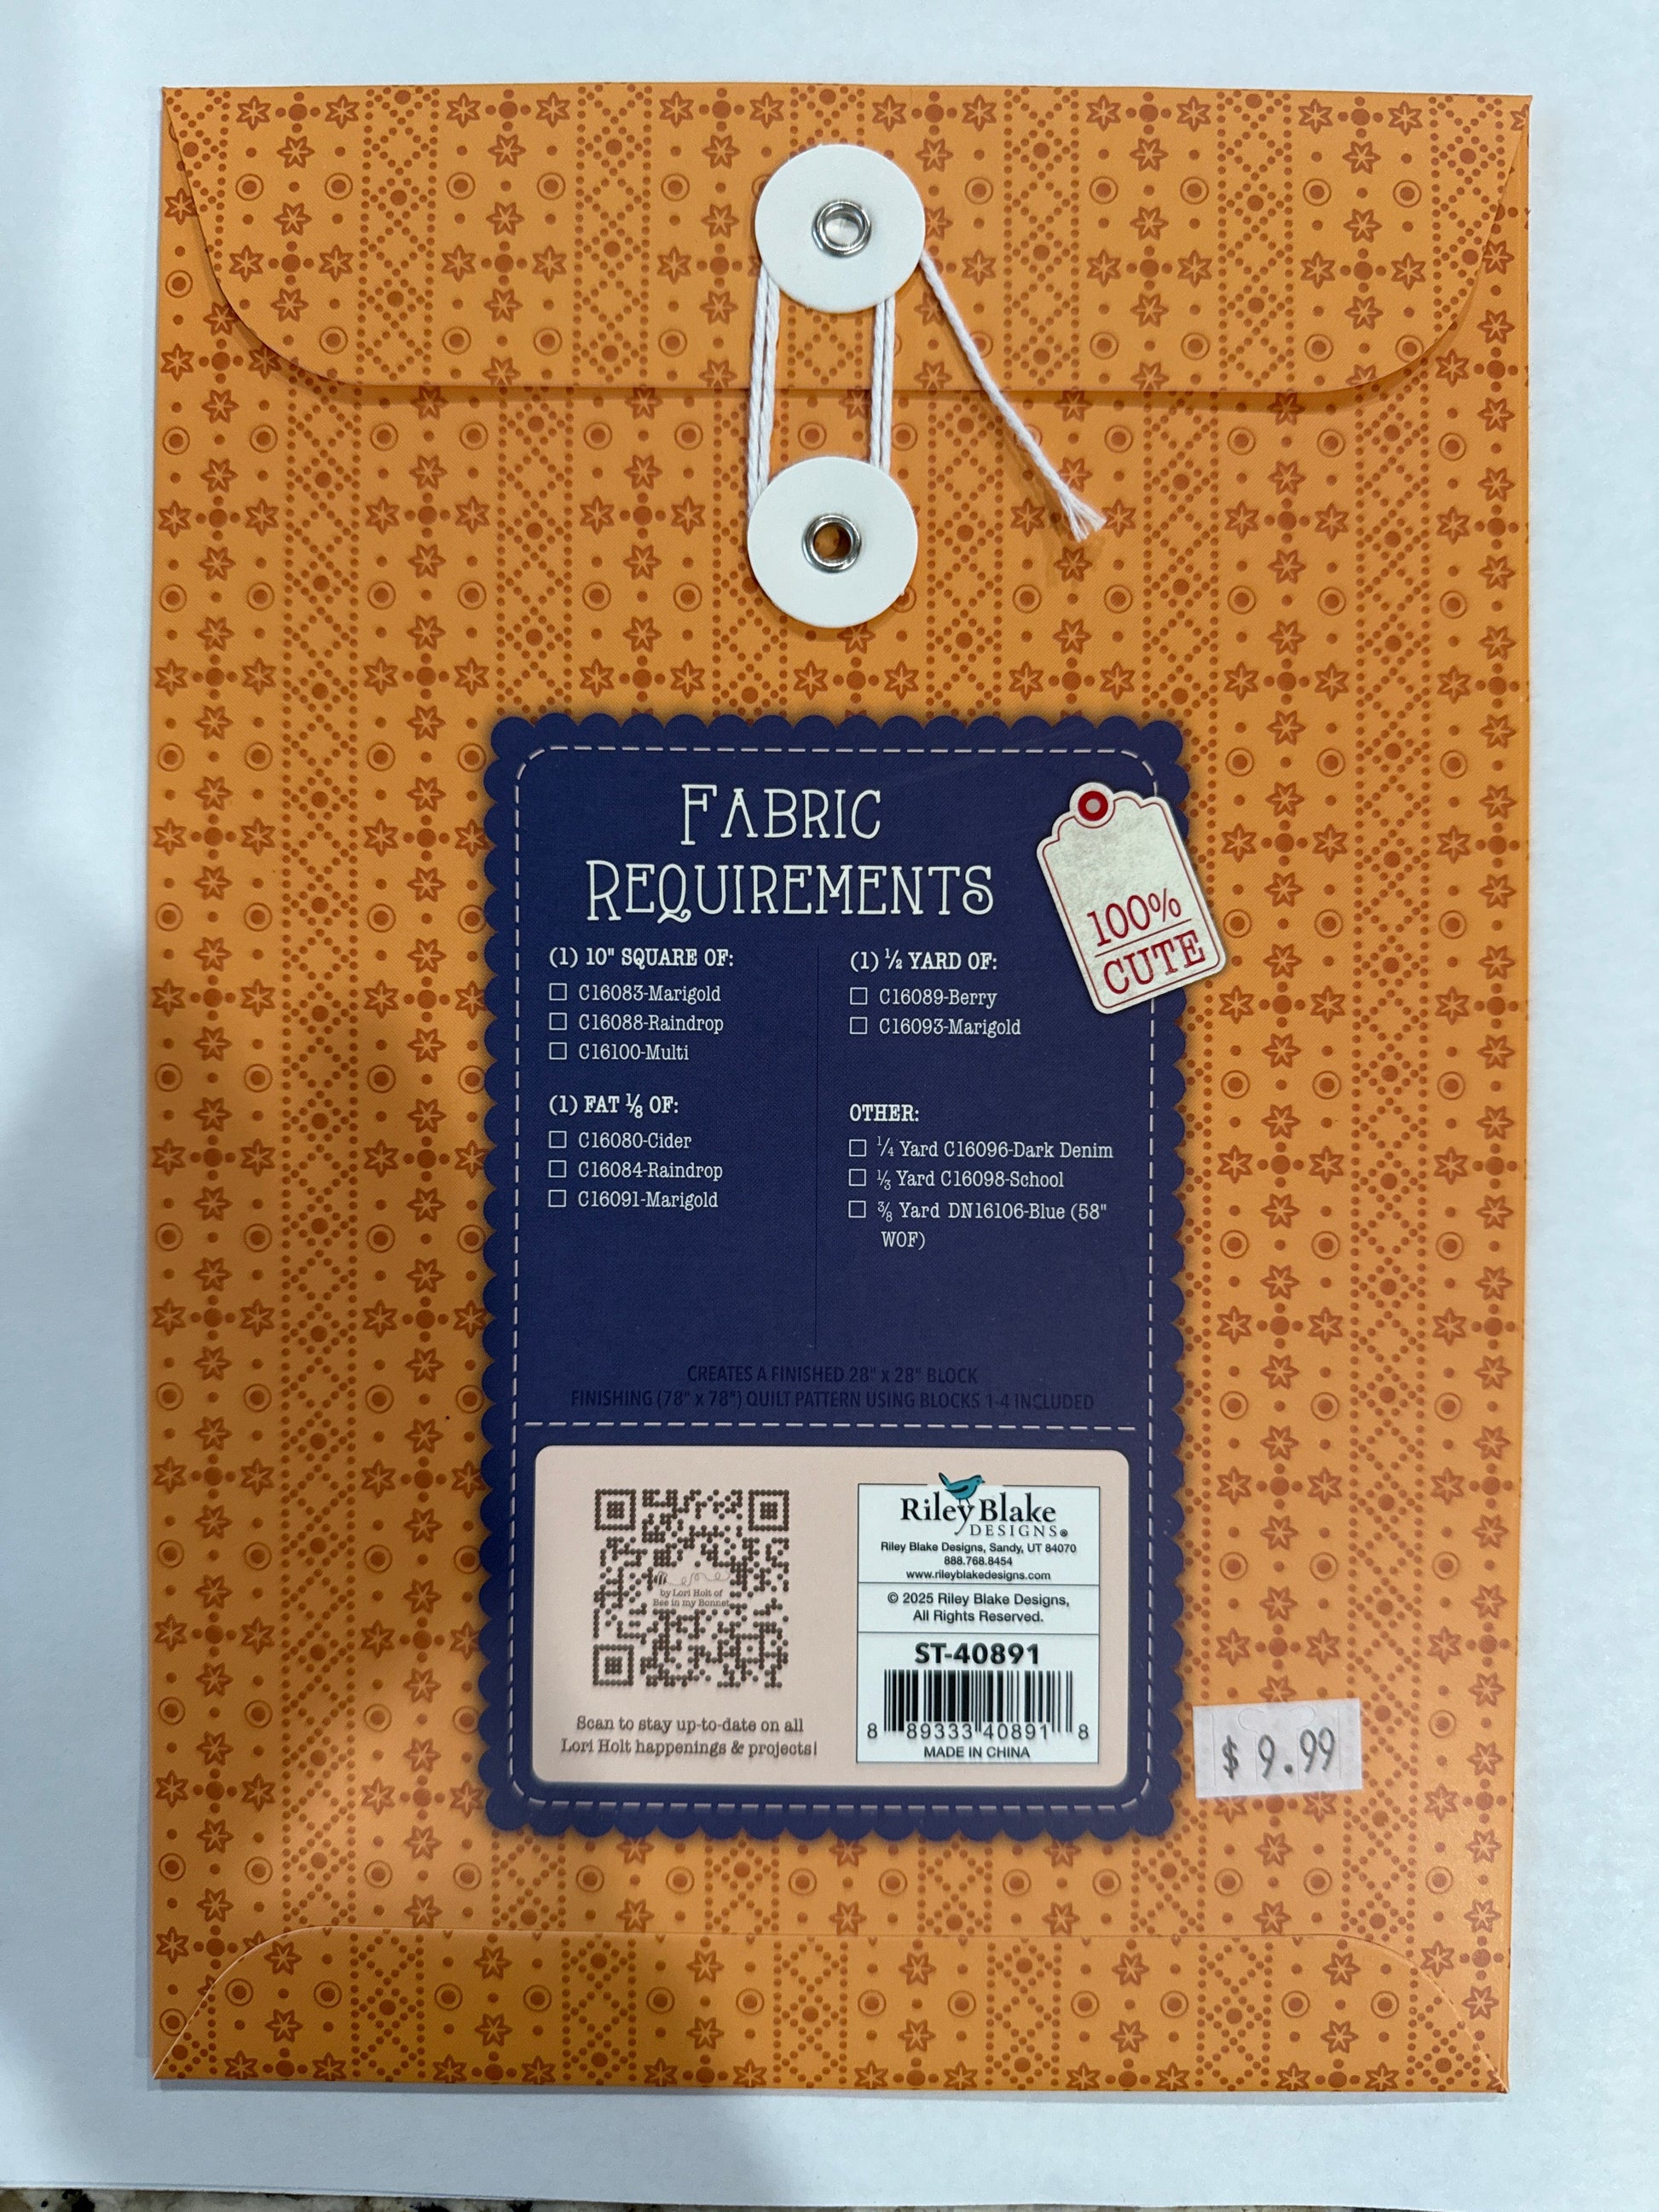 FABRIC
REQUIREMENTS
100%
CUTE
(1) 10" SQUARE OF:
☐ C16083-Marigold
☐ C16088-Raindrop
☐ C16100-Multi
(1) FAT ⅛ OF:
☐ C16080-Cider
☐ C16084-Raindrop
☐ C16091-Marigold
(1) ½ YARD OF:
☐ C16089-Berry
☐ C16093-Marigold
OTHER:
☐ ¼ Yard C16096-Dark Denim
☐ ⅓ Yard C16098-School
☐ ⅜ Yard DN16106-Blue (58"
WOF)
CREATES A FINISHED 28" x 28" BLOCK
FINISHING (78" x 78") QUILT PATTERN USING BLOCKS 1-4 INCLUDED
by Lori Holt of
Bee in my Bonnet
Scan to stay up-to-date on all
Lori Holt happenings & projects!
Riley Blake
DESIGNS®
Riley Blake Designs, Sandy, UT 84070
888.768.8454
www.rileyblakedesigns.com
© 2025 Riley Blake Designs,
All Rights Reserved.
ST-40891
8 89333 40891 8
MADE IN CHINA
$ 9.99